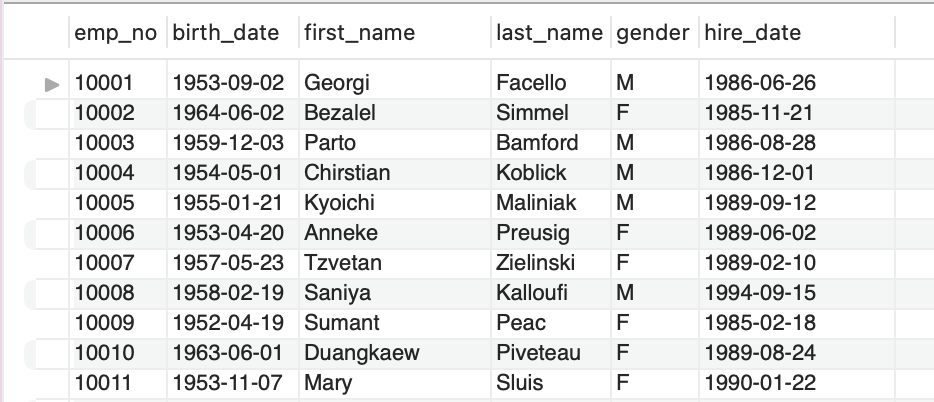 emp_no birth_date first_name last_name gender hire_date
10001 1953-09-02 Georgi Facello M 1986-06-26
10002 1964-06-02 Bezalel Simmel F 1985-11-21
10003 1959-12-03 Parto Bamford M 1986-08-28
10004 1954-05-01 Chirstian Koblick M 1986-12-01
10005 1955-01-21 Kyoichi Maliniak M 1989-09-12
10006 1953-04-20 Anneke Preusig F 1989-06-02
10007 1957-05-23 Tzvetan Zielinski F 1989-02-10
10008 1958-02-19 Saniya Kalloufi M 1994-09-15
10009 1952-04-19 Sumant Peac F 1985-02-18
10010 1963-06-01 Duangkaew Piveteau F 1989-08-24
10011 1953-11-07 Mary Sluis F 1990-01-22